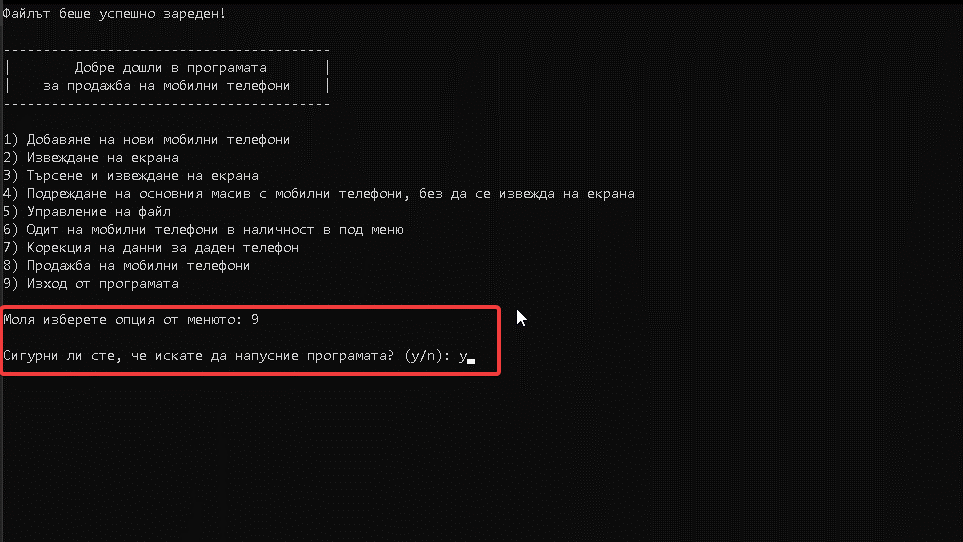 Файлът беше успешно зареден!
-----------------------------------------
|        Добре дошли в програмата       |
|    за продажба на мобилни телефони    |
-----------------------------------------
1) Добавяне на нови мобилни телефони
2) Извеждане на екрана
3) Търсене и извеждане на екрана
4) Подреждане на основния масив с мобилни телефони, без да се извежда на екрана
5) Управление на файл
6) Одит на мобилни телефони в наличност в под меню
7) Корекция на данни за даден телефон
8) Продажба на мобилни телефони
9) Изход от програмата
Моля изберете опция от менюто: 9
Сигурни ли сте, че искате да напусние програмата? (y/n): y